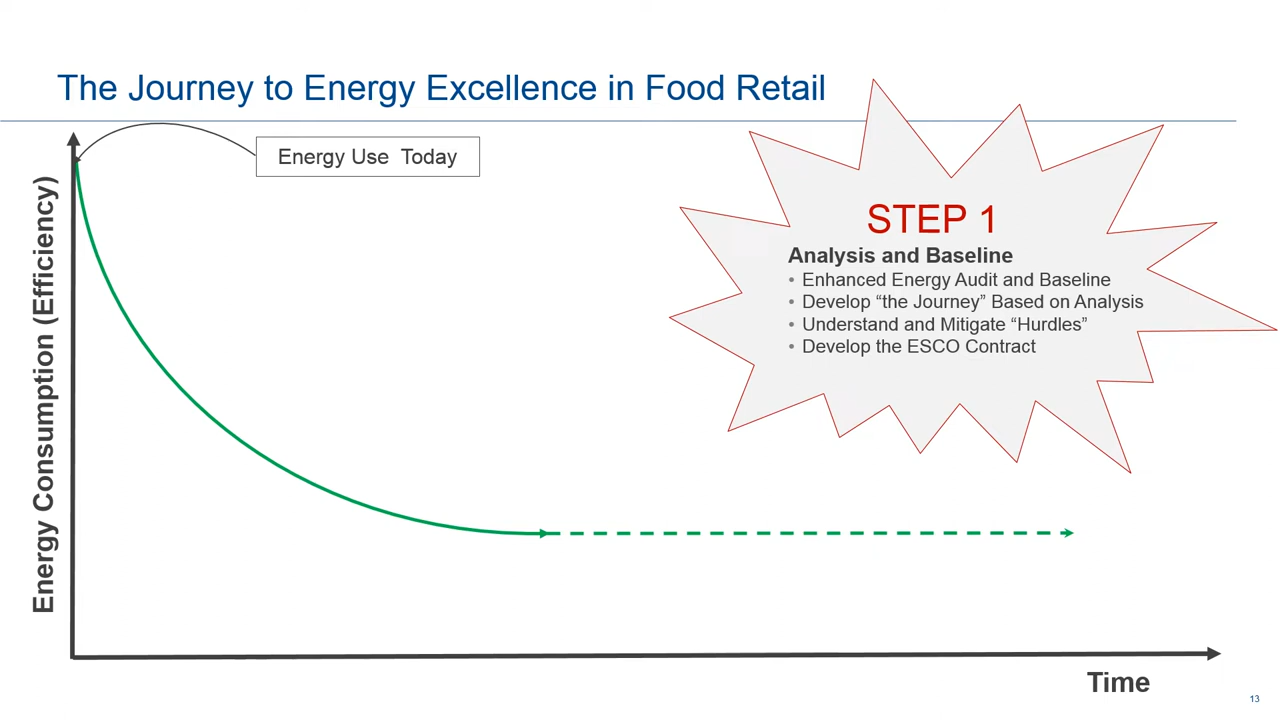 The Journey to Energy Excellence in Food Retail
Energy Use  Today
Energy Consumption (Efficiency)
STEP 1
Analysis and Baseline
• Enhanced Energy Audit and Baseline
• Develop “the Journey” Based on Analysis
• Understand and Mitigate “Hurdles”
• Develop the ESCO Contract
Time
13